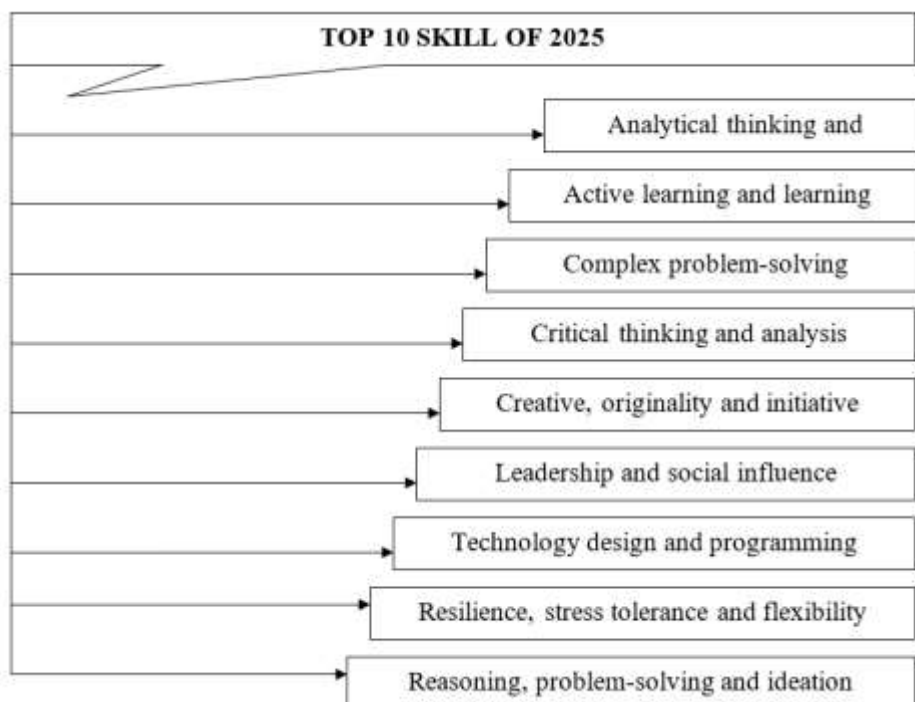 TOP 10 SKILL OF 2025
Analytical thinking and
Active learning and learning
Complex problem-solving
Critical thinking and analysis
Creative, originality and initiative
Leadership and social influence
Technology design and programming
Resilience, stress tolerance and flexibility
Reasoning, problem-solving and ideation